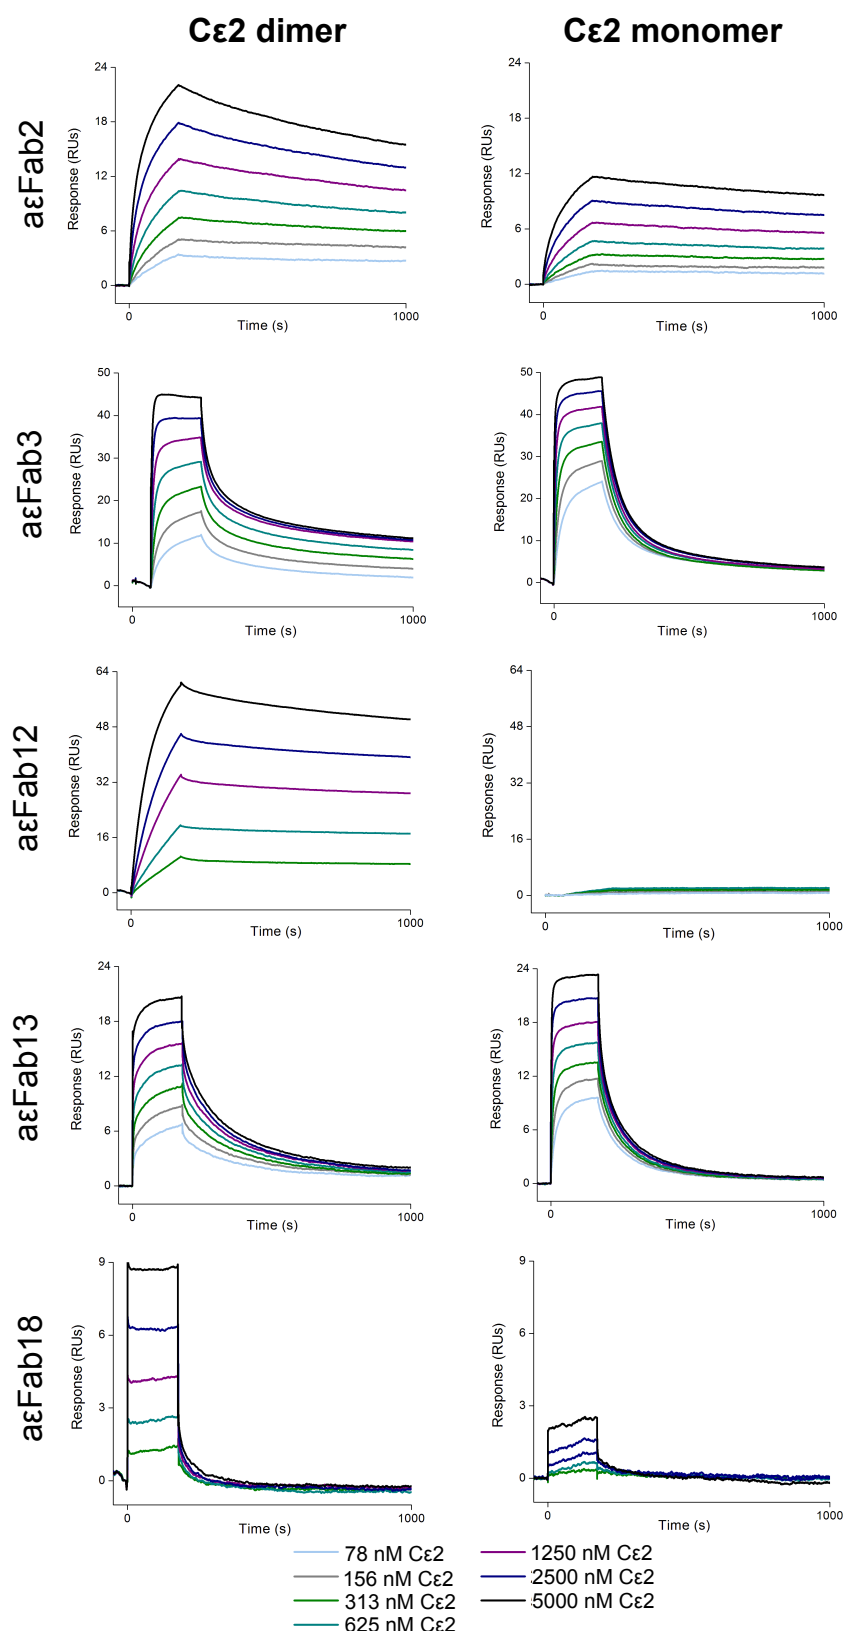 Cε2 dimer
Cε2 monomer
aεFab2
Response (RUs)
24
18
12
6
0
0
1000
Time (s)
Response (RUs)
24
18
12
6
0
0
1000
Time (s)
aεFab3
Response (RUs)
50
40
30
20
10
0
0
1000
Time (s)
Response (RUs)
50
40
30
20
10
0
0
1000
Time (s)
aεFab12
Response (RUs)
64
48
32
16
0
0
1000
Time (s)
Repsonse (RUs)
64
48
32
16
0
0
1000
Time (s)
aεFab13
Response (RUs)
24
18
12
6
0
0
1000
Time (s)
Response (RUs)
24
18
12
6
0
0
1000
Time (s)
aεFab18
Response (RUs)
9
6
3
0
0
1000
Time (s)
Response (RUs)
9
6
3
0
0
1000
Time (s)
78 nM Cε2
156 nM Cε2
313 nM Cε2
625 nM Cε2
1250 nM Cε2
2500 nM Cε2
5000 nM Cε2